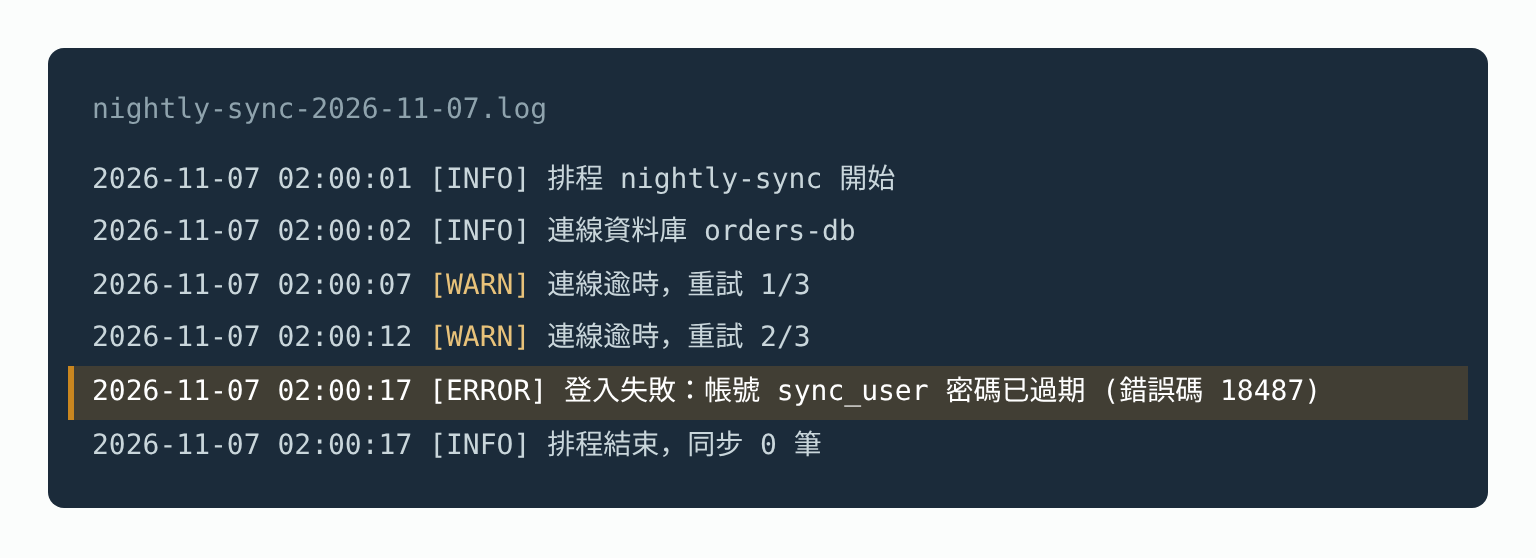 nightly-sync-2026-11-07.log
2026-11-07 02:00:01 [INFO] 排程 nightly-sync 開始
2026-11-07 02:00:02 [INFO] 連線資料庫 orders-db
2026-11-07 02:00:07 [WARN] 連線逾時，重試 1/3
2026-11-07 02:00:12 [WARN] 連線逾時，重試 2/3
2026-11-07 02:00:17 [ERROR] 登入失敗：帳號 sync_user 密碼已過期 (錯誤碼 18487)
2026-11-07 02:00:17 [INFO] 排程結束，同步 0 筆